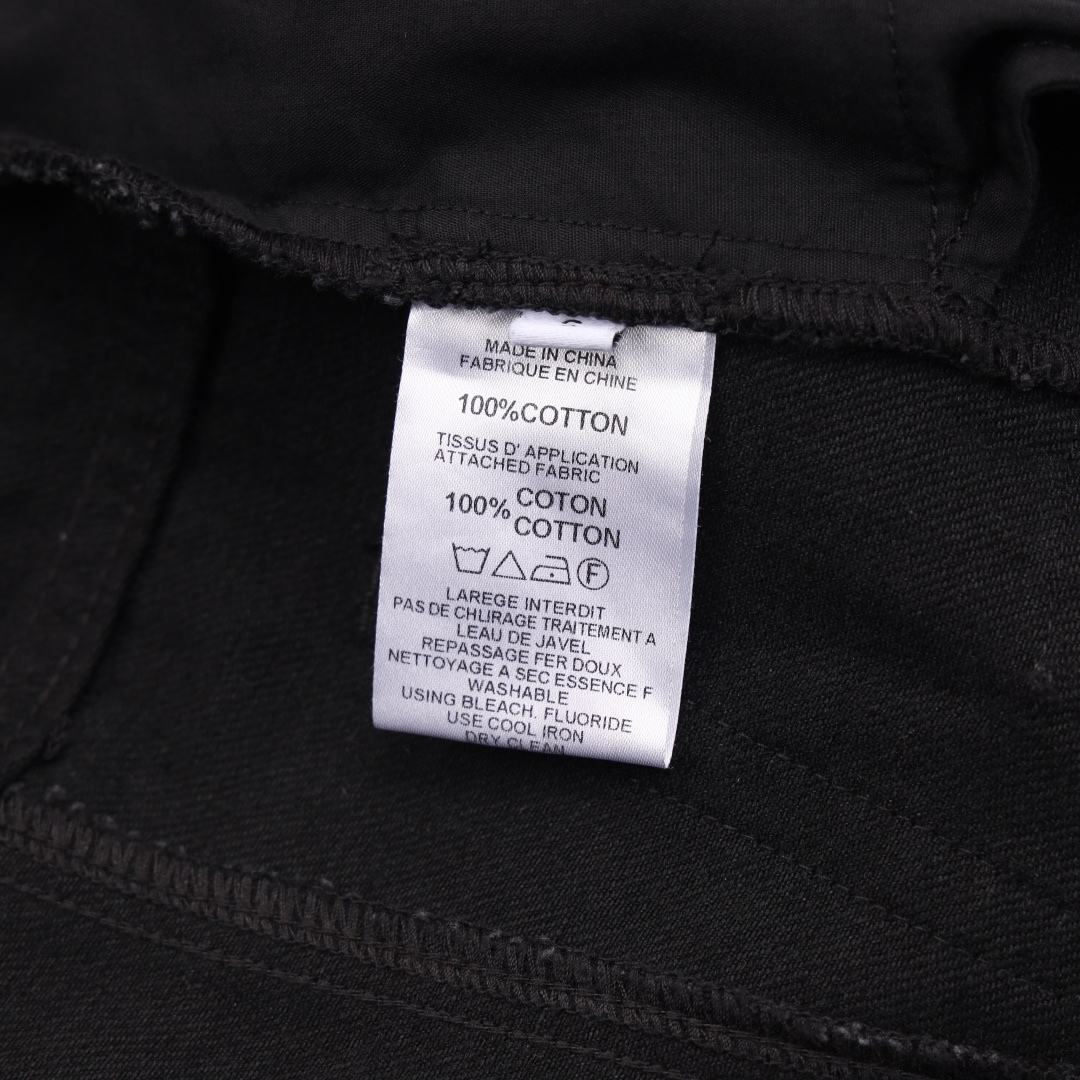 MADE IN CHINA
FABRIQUE EN CHINE
100%COTTON
TISSUS D' APPLICATION
ATTACHED FABRIC
100% COTON
COTTON
F
LAREGE INTERDIT
PAS DE CHLIRAGE TRAITEMENT A
LEAU DE JAVEL
REPASSAGE FER DOUX
NETTOYAGE A SEC ESSENCE F
WASHABLE
USING BLEACH. FLUORIDE
USE COOL IRON
DRY CLEAN